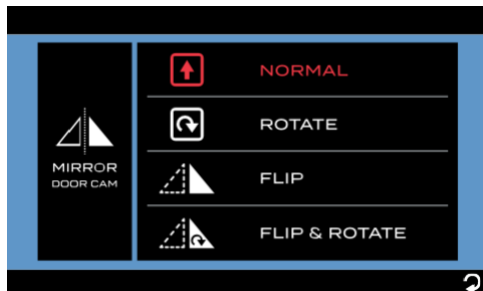 MIRROR
DOOR CAM
NORMAL
ROTATE
FLIP
FLIP & ROTATE